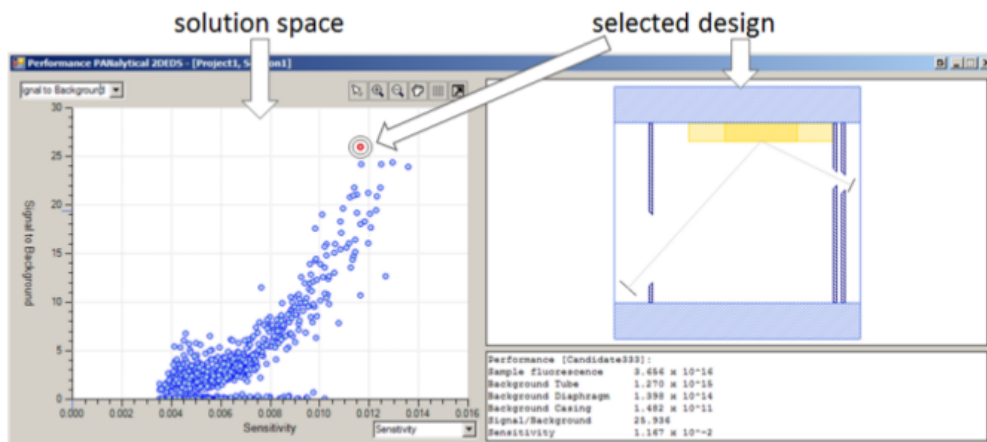 solution space
selected design
Performance PANalytical 2DEDS - [Project1, Se
ion1]
ignal to Background
30
25
20
15
10
5
0
Signal to Background
0.000 0.002 0.004 0.006 0.008 0.010 0.012 0.014 0.016
Sensitivity
Sensitivity
Performance [Candidate333]:
Sample fluorescence 3.656 x 10^16
Background Tube 1.270 x 10^15
Background Diaphragm 1.398 x 10^14
Background Casing 1.482 x 10^11
Signal/Background 25.936
Sensitivity 1.167 x 10^-2